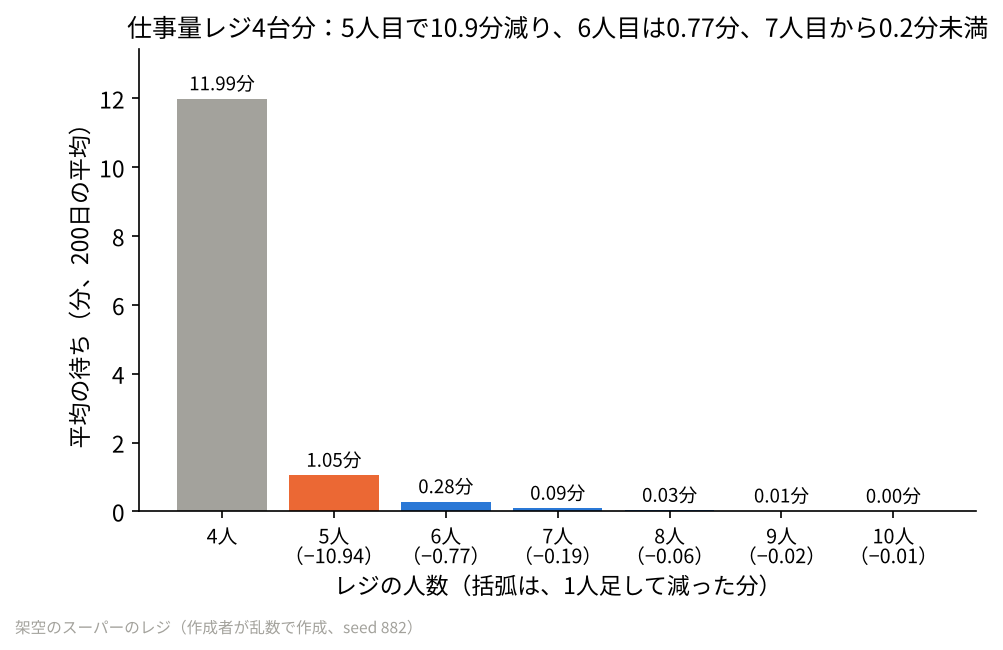 仕事量レジ4台分：5人目で10.9分減り、6人目は0.77分、7人目から0.2分未満
平均の待ち（分、200日の平均）
12
10
8
6
4
2
0
11.99分
1.05分
0.28分
0.09分
0.03分
0.01分
0.00分
4人
5人
（−10.94）
6人
（−0.77）
7人
（−0.19）
8人
（−0.06）
9人
（−0.02）
10人
（−0.01）
レジの人数（括弧は、1人足して減った分）
架空のスーパーのレジ（作成者が乱数で作成、seed 882）